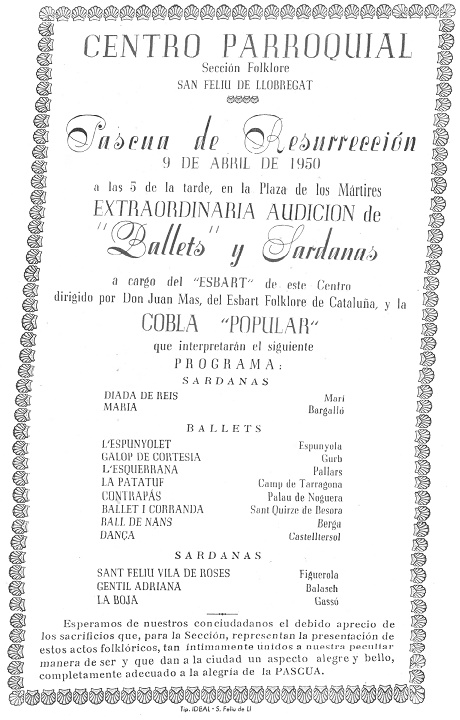 CENTRO PARROQUIAL
Sección Folklore
SAN FELIU DE LLOBREGAT
Pascua de Resurrección
9 DE ABRIL DE 1950
a las 5 de la tarde, en la Plaza de los Mártires
EXTRAORDINARIA AUDICION de
"Ballets" y Sardanas
a cargo del "ESBART" de este Centro
dirigido por Don Juan Mas, del Esbart Folklore de Cataluña, y la
COBLA "POPULAR"
que interpretarán el siguiente
PROGRAMA:
SARDANAS
DIADA DE REIS Marí
MARIA Bargalló
BALLETS
L'ESPUNYOLET Espunyola
GALOP DE CORTESIA Gurb
L'ESQUERRANA Pallars
LA PATATUF Camp de Tarragona
CONTRAPÁS Palau de Noguera
BALLET I CORRANDA Sant Quirze de Besora
BALL DE NANS Berga
DANÇA Castelltersol
SARDANAS
SANT FELIU VILA DE ROSES Figuerola
GENTIL ADRIANA Balasch
LA BOJA Gassú
Esperamos de nuestros conciudadanos el debido aprecio de
los sacrificios que, para la Sección, representan la presentación de
estos actos folklóricos, tan íntimamente unidos a nuestra peculiar
manera de ser y que dan a la ciudad un aspecto alegre y bello,
completamente adecuado a la alegría de la PASCUA.
Tip. IDEAL - S. Feliu de Ll